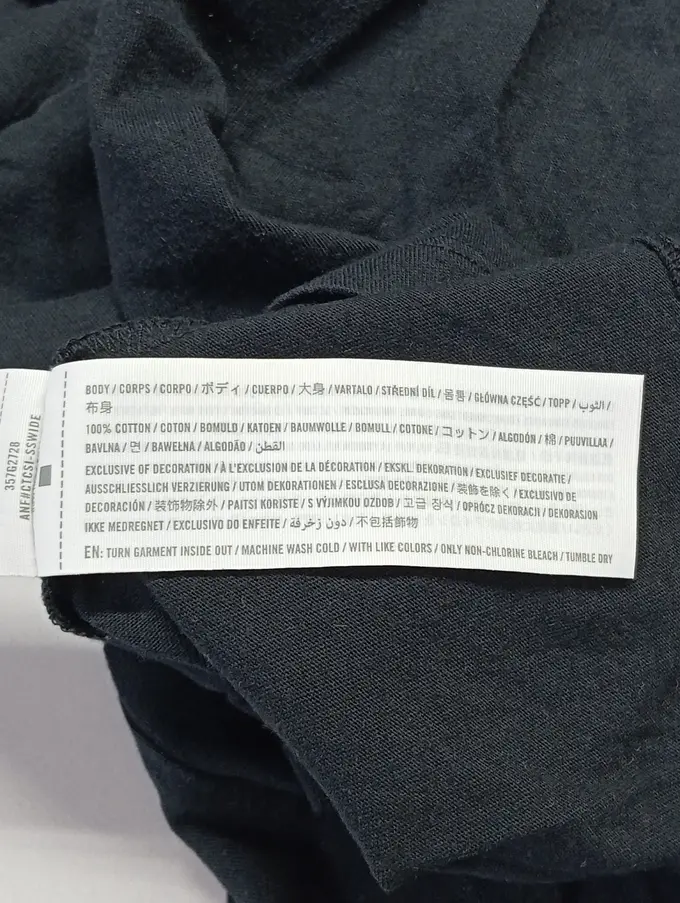 BODY / CORPS / CORPO / ボディ / CUERPO / 大身 / VARTALO / STŘEDNÍ DÍL / 몸통 / GŁÓWNA CZĘŚĆ / TOPP / الثوب /
布身
100% COTTON / COTON / BOMULD / KATOEN / BAUMWOLLE / BOMULL / COTONE / コットン / ALGODÓN / 棉 / PUUVILLAA /
BAVLNA / 면 / BAWEŁNA / ALGODÃO / القطن
EXCLUSIVE OF DECORATION / À L'EXCLUSION DE LA DÉCORATION / EKSKL. DEKORATION / EXCLUSIEF DECORATIE /
AUSSCHLIESSLICH VERZIERUNG / UTOM DEKORATIONEN / ESCLUSA DECORAZIONE / 装飾を除く / EXCLUSIVO DE
DECORACIÓN / 装饰物除外 / PAITSI KORISTE / S VÝJIMKOU OZDOB / 고급 장식 / OPRÓCZ DEKORACJI / DEKORASJON
IKKE MEDREGNET / EXCLUSIVO DO ENFEITE / دون زخرفة / 不包括飾物
EN: TURN GARMENT INSIDE OUT / MACHINE WASH COLD / WITH LIKE COLORS / ONLY NON-CHLORINE BLEACH / TUMBLE DRY
357G2728
ANF#CTCSI-SSWIDE